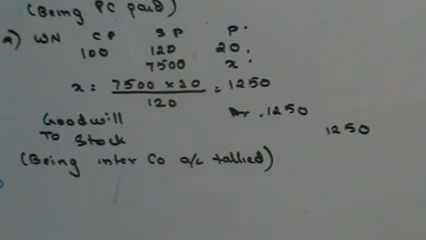 (Being PC paid)
a) WN CP SP P.
100 120 20.
7500 x.
x = 7500 x 20 / 120 = 1250
Goodwill Dr. 1250
To Stock 1250
(Being inter Co a/c tallied)